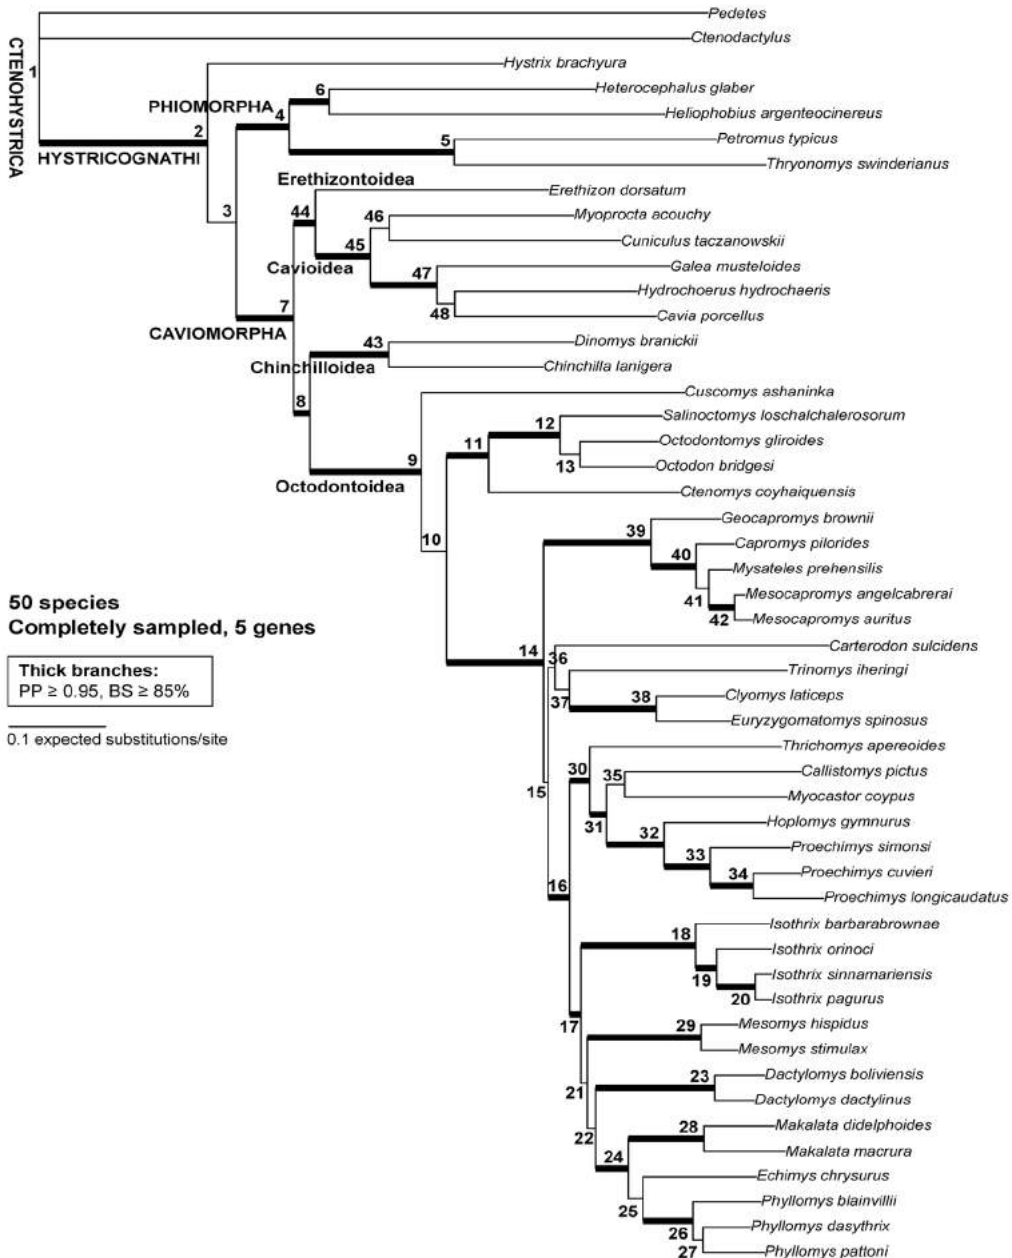 Pedetes
Ctenodactylus
CTENOHYSTRICA
1
Hystrix brachyura
6
Heterocephalus glaber
PHIOMORPHA
4
Heliophobius argenteocinereus
2
5
Petromus typicus
HYSTRICOGNATHI
Thryonomys swinderianus
Erethizontoidea
Erethizon dorsatum
3
44
46
Myoprocta acouchy
45
Cuniculus taczanowskii
Cavioidea
47
Galea musteloides
Hydrochoerus hydrochaeris
7
48
Cavia porcellus
CAVIOMORPHA
43
Dinomys branickii
Chinchilloidea
Chinchilla lanigera
8
Cuscomys ashaninka
12
Salinoctomys loschalchalerosorum
11
Octodontomys gliroides
9
13
Octodon bridgesi
Octodontoidea
Ctenomys coyhaiquensis
Geocapromys brownii
10
39
Capromys pilorides
40
Mysateles prehensilis
41
Mesocapromys angelcabrerai
50 species
42
Mesocapromys auritus
Completely sampled, 5 genes
14
36
Carterodon sulcidens
Thick branches:
Trinomys iheringi
PP ≥ 0.95, BS ≥ 85%
37
38
Clyomys laticeps
Euryzygomatomys spinosus
0.1 expected substitutions/site
Thrichomys apereoides
30
35
Callistomys pictus
15
Myocastor coypus
31
32
Hoplomys gymnurus
33
Proechimys simonsi
16
34
Proechimys cuvieri
Proechimys longicaudatus
18
Isothrix barbarabrownae
Isothrix orinoci
19
Isothrix sinnamariensis
20
Isothrix pagurus
17
29
Mesomys hispidus
Mesomys stimulax
23
Dactylomys boliviensis
21
Dactylomys dactylinus
22
28
Makalata didelphoides
24
Makalata macrura
Echimys chrysurus
25
Phyllomys blainvillii
26
Phyllomys dasythrix
27
Phyllomys pattoni